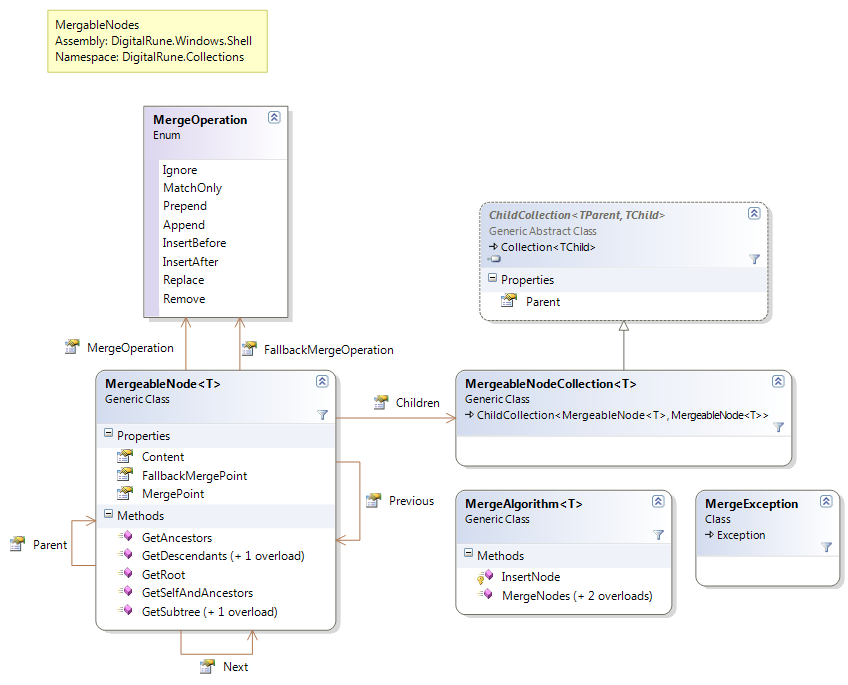 MergableNodes
Assembly: DigitalRune.Windows.Shell
Namespace: DigitalRune.Collections
MergeOperation
Enum
Ignore
MatchOnly
Prepend
Append
InsertBefore
InsertAfter
Replace
Remove
ChildCollection<TParent, TChild>
Generic Abstract Class
Collection<TChild>
Properties
Parent
MergeOperation
FallbackMergeOperation
MergeableNode<T>
Generic Class
Properties
Content
FallbackMergePoint
MergePoint
Methods
GetAncestors
GetDescendants (+ 1 overload)
GetRoot
GetSelfAndAncestors
GetSubtree (+ 1 overload)
Children
Previous
Parent
Next
MergeableNodeCollection<T>
Generic Class
ChildCollection<MergeableNode<T>, MergeableNode<T>>
MergeAlgorithm<T>
Generic Class
Methods
InsertNode
MergeNodes (+ 2 overloads)
MergeException
Class
Exception